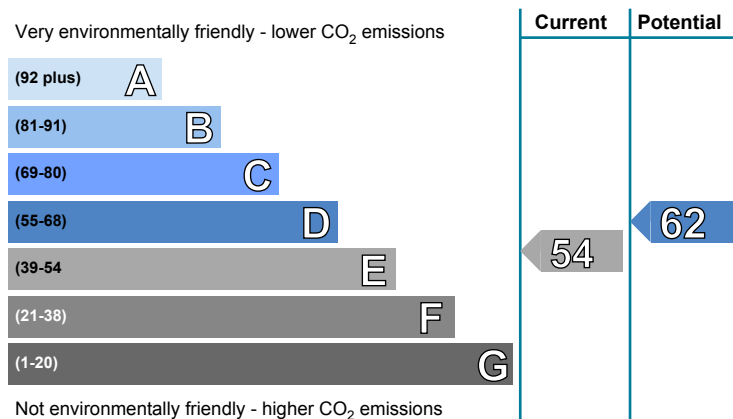 Very environmentally friendly - lower CO₂ emissions
Current
Potential
(92 plus) A
(81-91) B
(69-80) C
(55-68) D
62
(39-54 E
54
(21-38) F
(1-20) G
Not environmentally friendly - higher CO₂ emissions